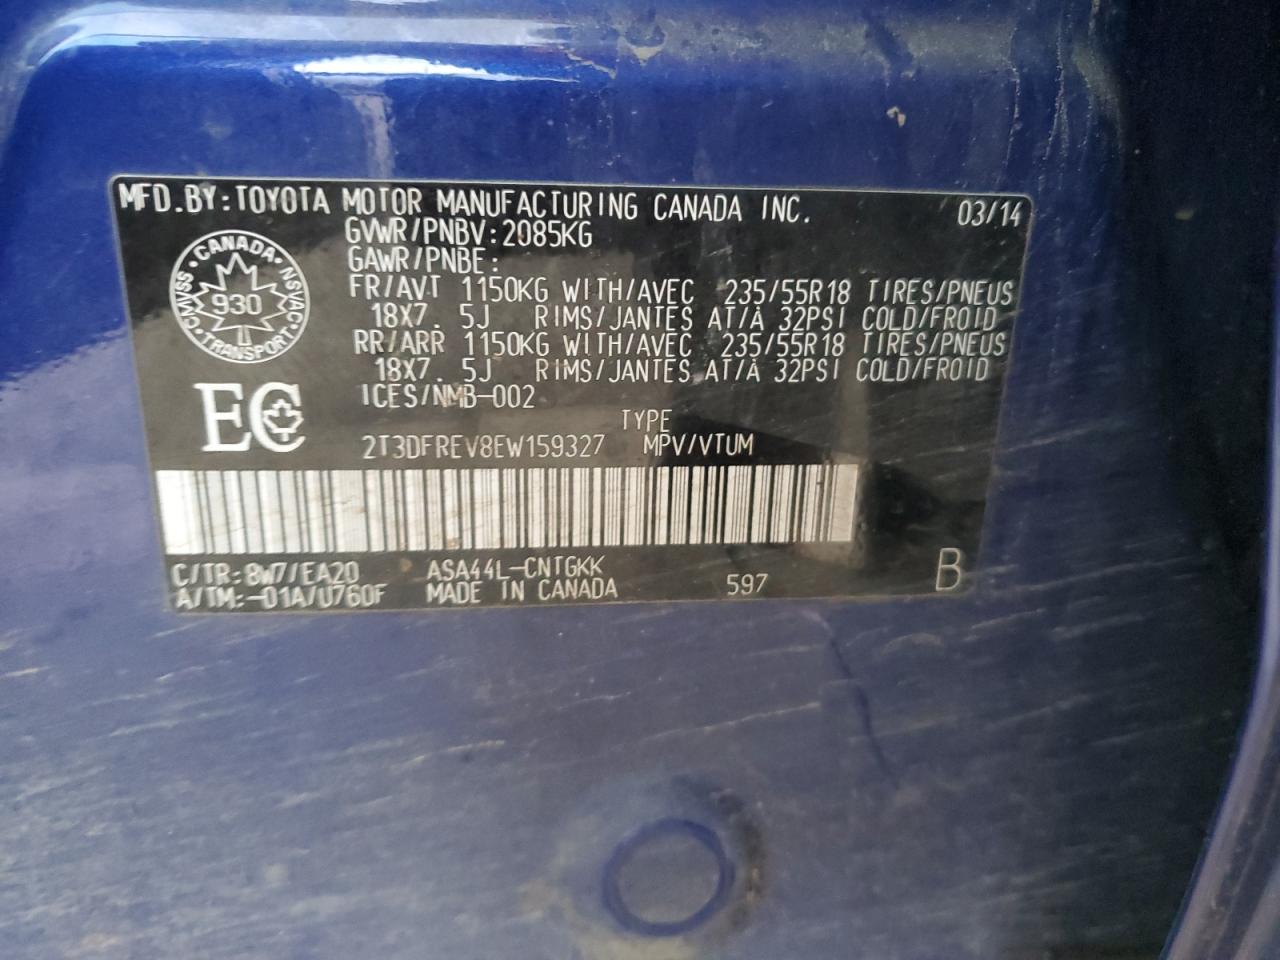 MFD.BY:TOYOTA MOTOR MANUFACTURING CANADA INC. 03/14
GVWR/PNBV:2085KG
GAWR/PNBE:
FR/AVT 1150KG WITH/AVEC 235/55R18 TIRES/PNEUS
18X7.5J RIMS/JANTES AT/À 32PSI COLD/FROID
RR/ARR 1150KG WITH/AVEC 235/55R18 TIRES/PNEUS
18X7.5J RIMS/JANTES AT/À 32PSI COLD/FROID
ICES/NMB-002
CANADA
CMVSS 930 NSVAC
TRANSPORT
EC
TYPE
2T3DFREV8EW159327 MPV/VTUM
C/TR:8W7/EA20 ASA44L-CNTGKK
A/TM:-01A/U760F MADE IN CANADA 597 B